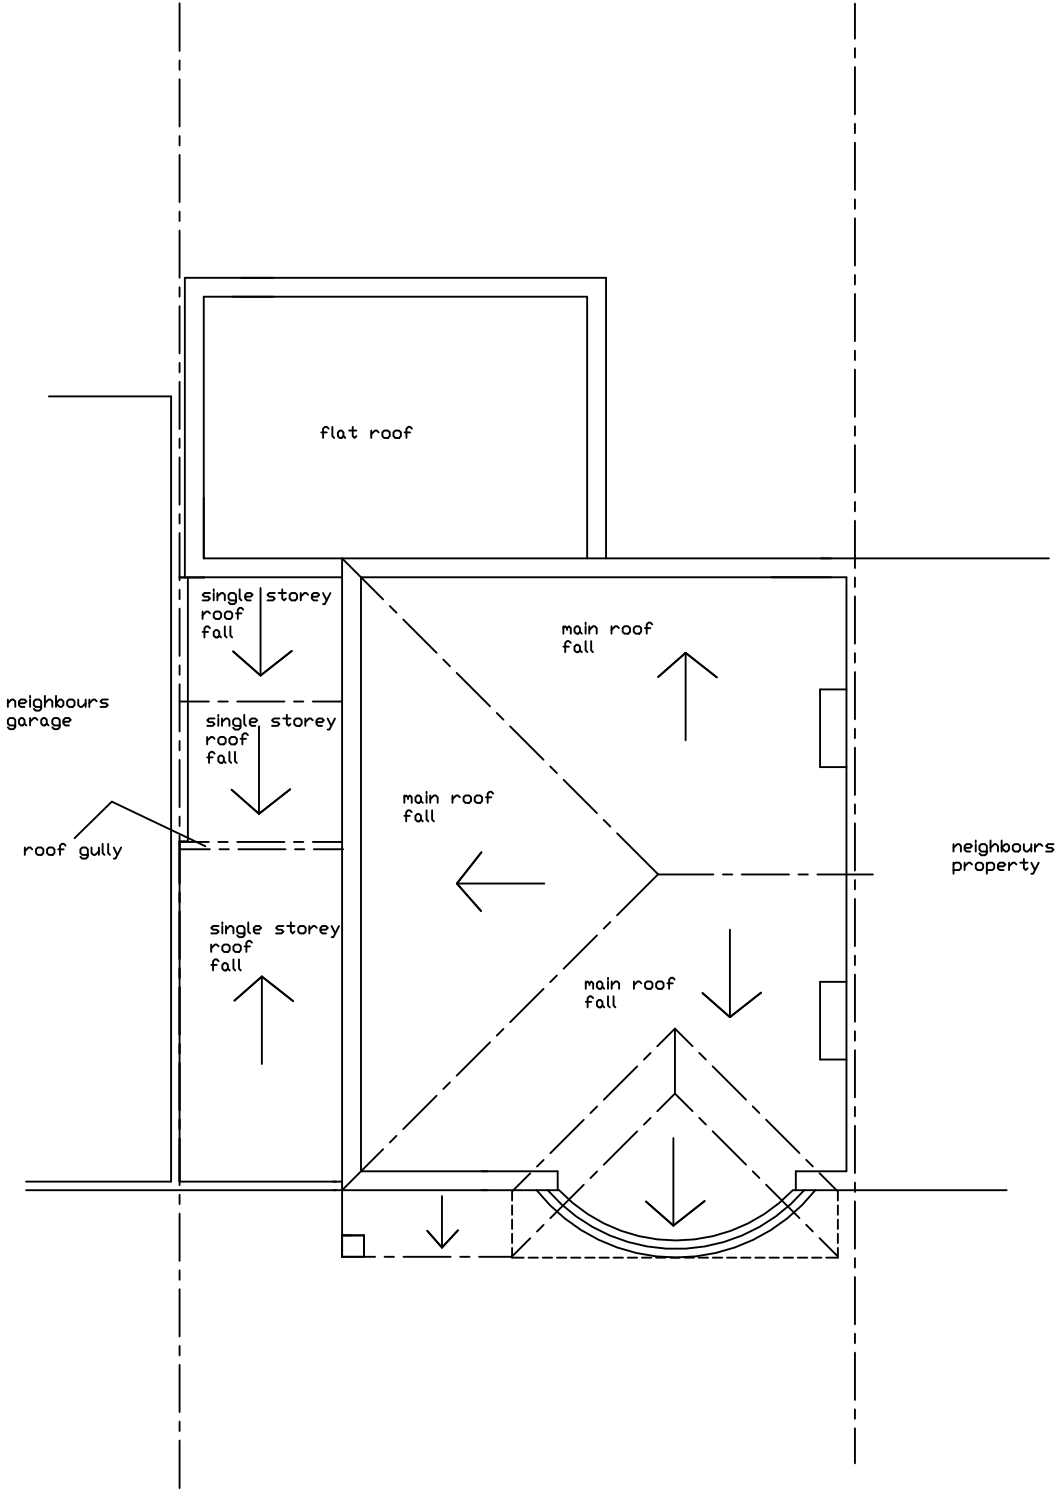 flat roof
single storey
roof
fall
main roof
fall
neighbours
garage
single storey
roof
fall
main roof
fall
roof gully
neighbours
property
single storey
roof
fall
main roof
fall